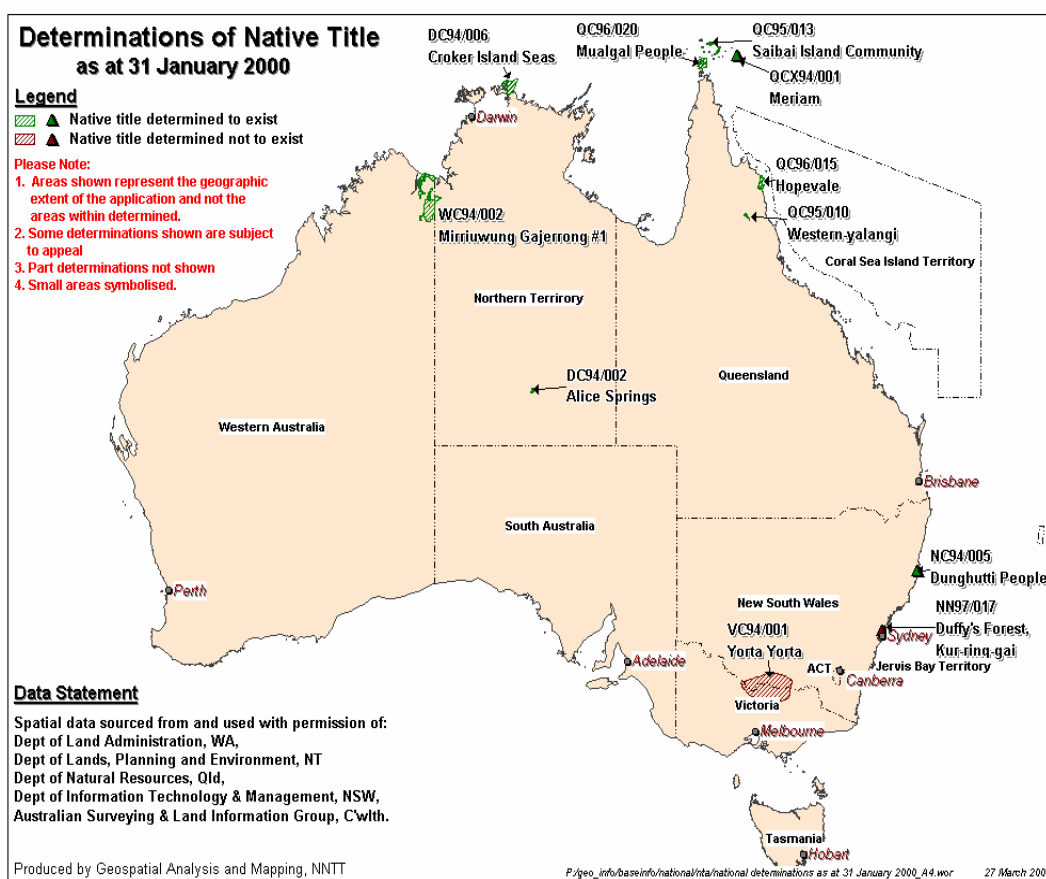 Determinations of Native Title
as at 31 January 2000
Legend
Native title determined to exist
Native title determined not to exist
Please Note:
1. Areas shown represent the geographic
extent of the application and not the
areas within determined.
2. Some determinations shown are subject
to appeal
3. Part determinations not shown
4. Small areas symbolised.
DC94/006
Croker Island Seas
QC96/020
Mualgal People
QC95/013
Saibai Island Community
QCX94/001
Meriam
Darwin
QC96/015
Hopevale
QC95/010
Western-yalangi
Coral Sea Island Territory
WC94/002
Mirriuwung Gajerrong #1
Northern Terrirory
DC94/002
Alice Springs
Queensland
Western Australia
Brisbane
South Australia
NC94/005
Dunghutti People
Perth
New South Wales
NN97/017
Duffy's Forest,
Kur-ring-gai
Sydney
VC94/001
Yorta Yorta
Adelaide
ACT
Jervis Bay Territory
Canberra
Victoria
Melbourne
Tasmania
Hobart
Data Statement
Spatial data sourced from and used with permission of:
Dept of Land Administration, WA,
Dept of Lands, Planning and Environment, NT
Dept of Natural Resources, Qld,
Dept of Information Technology & Management, NSW,
Australian Surveying & Land Information Group, C'wlth.
Produced by Geospatial Analysis and Mapping, NNTT
P:/geo_info/baseinfo/national/nta/national determinations as at 31 January 2000_A4.wor
27 March 200